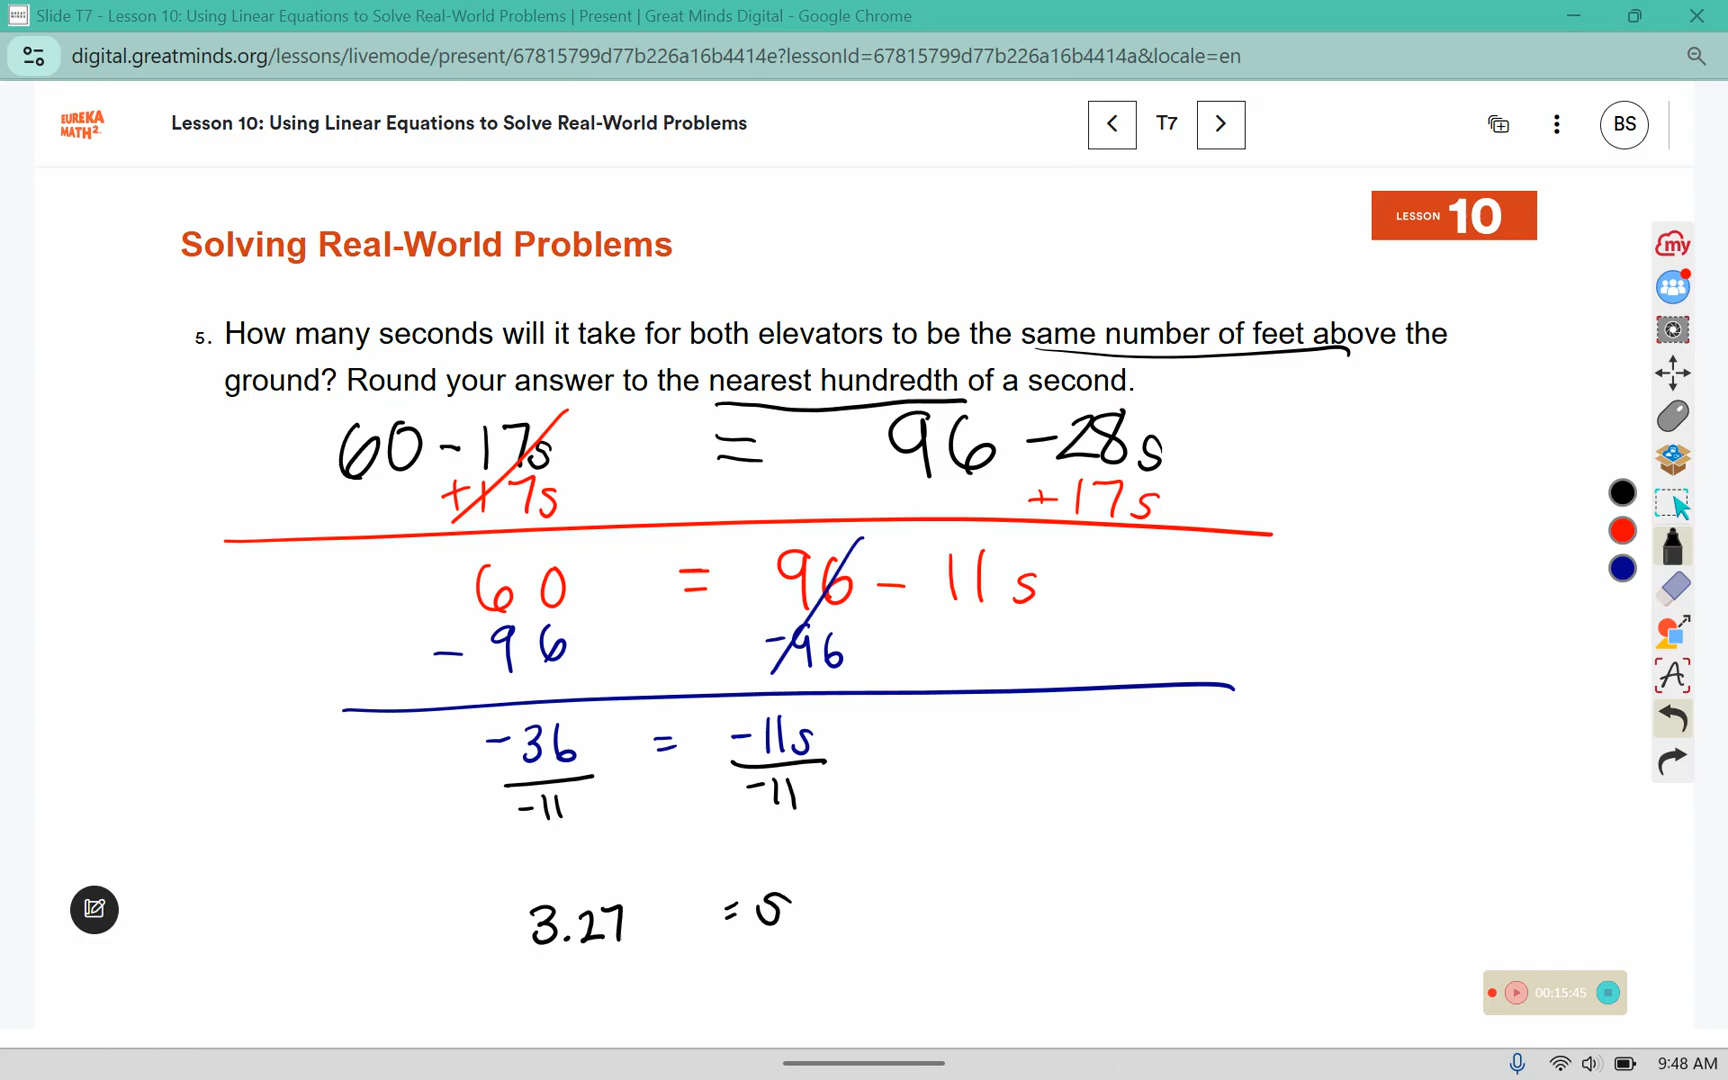 Slide T7 - Lesson 10: Using Linear Equations to Solve Real-World Problems | Present | Great Minds Digital - Google Chrome
digital.greatminds.org/lessons/livemode/present/67815799d77b226a16b4414e?lessonId=67815799d77b226a16b4414a&locale=en
EUREKA MATH²
Lesson 10: Using Linear Equations to Solve Real-World Problems
T7
BS
LESSON 10
Solving Real-World Problems
5. How many seconds will it take for both elevators to be the same number of feet above the
ground? Round your answer to the nearest hundredth of a second.
60 - 17s = 96 - 28s
+17s +17s
60 = 96 - 11s
- 96 -96
-36 = -11s
-11 -11
3.27 = s
my
A
00:15:45
9:48 AM